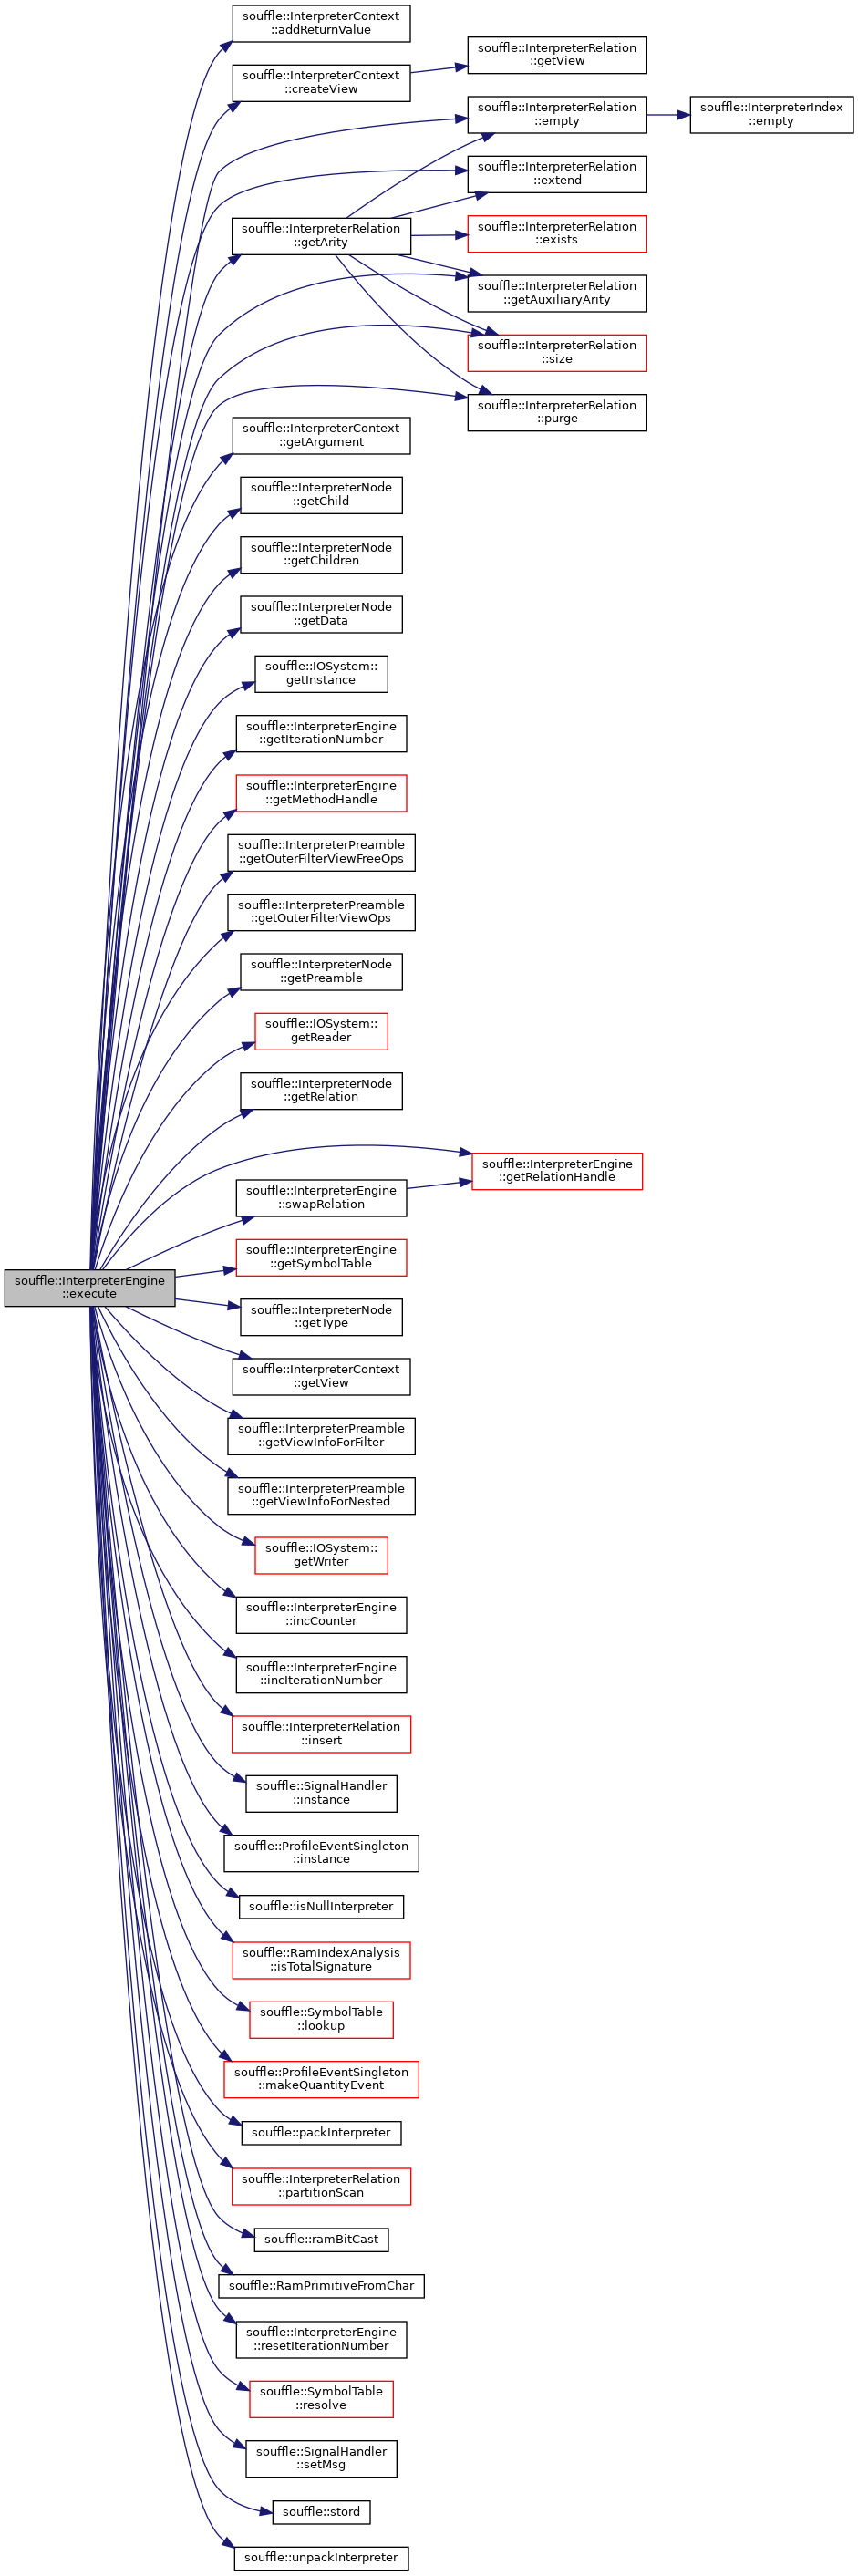 souffle::InterpreterContext
::addReturnValue
souffle::InterpreterContext
::createView
souffle::InterpreterRelation
::getView
souffle::InterpreterRelation
::empty
souffle::InterpreterIndex
::empty
souffle::InterpreterRelation
::extend
souffle::InterpreterRelation
::getArity
souffle::InterpreterRelation
::exists
souffle::InterpreterRelation
::getAuxiliaryArity
souffle::InterpreterRelation
::size
souffle::InterpreterRelation
::purge
souffle::InterpreterContext
::getArgument
souffle::InterpreterNode
::getChild
souffle::InterpreterNode
::getChildren
souffle::InterpreterNode
::getData
souffle::IOSystem::
getInstance
souffle::InterpreterEngine
::getIterationNumber
souffle::InterpreterEngine
::getMethodHandle
souffle::InterpreterPreamble
::getOuterFilterViewFreeOps
souffle::InterpreterPreamble
::getOuterFilterViewOps
souffle::InterpreterNode
::getPreamble
souffle::IOSystem::
getReader
souffle::InterpreterNode
::getRelation
souffle::InterpreterEngine
::getRelationHandle
souffle::InterpreterEngine
::swapRelation
souffle::InterpreterEngine
::getSymbolTable
souffle::InterpreterEngine
::execute
souffle::InterpreterNode
::getType
souffle::InterpreterContext
::getView
souffle::InterpreterPreamble
::getViewInfoForFilter
souffle::InterpreterPreamble
::getViewInfoForNested
souffle::IOSystem::
getWriter
souffle::InterpreterEngine
::incCounter
souffle::InterpreterEngine
::incIterationNumber
souffle::InterpreterRelation
::insert
souffle::SignalHandler
::instance
souffle::ProfileEventSingleton
::instance
souffle::isNullInterpreter
souffle::RamIndexAnalysis
::isTotalSignature
souffle::SymbolTable
::lookup
souffle::ProfileEventSingleton
::makeQuantityEvent
souffle::packInterpreter
souffle::InterpreterRelation
::partitionScan
souffle::ramBitCast
souffle::RamPrimitiveFromChar
souffle::InterpreterEngine
::resetIterationNumber
souffle::SymbolTable
::resolve
souffle::SignalHandler
::setMsg
souffle::stord
souffle::unpackInterpreter